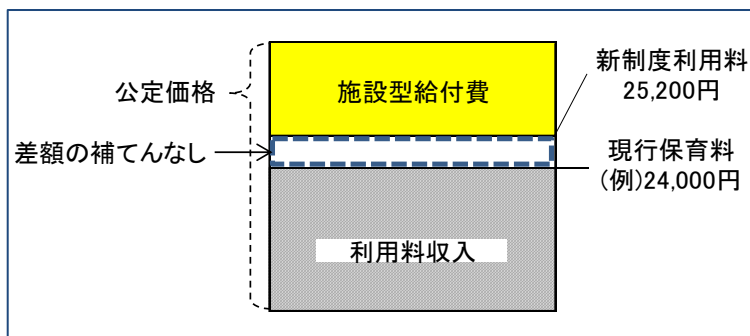 公定価格
差額の補てんなし
施設型給付費
利用料収入
新制度利用料
25,200円
現行保育料
(例)24,000円